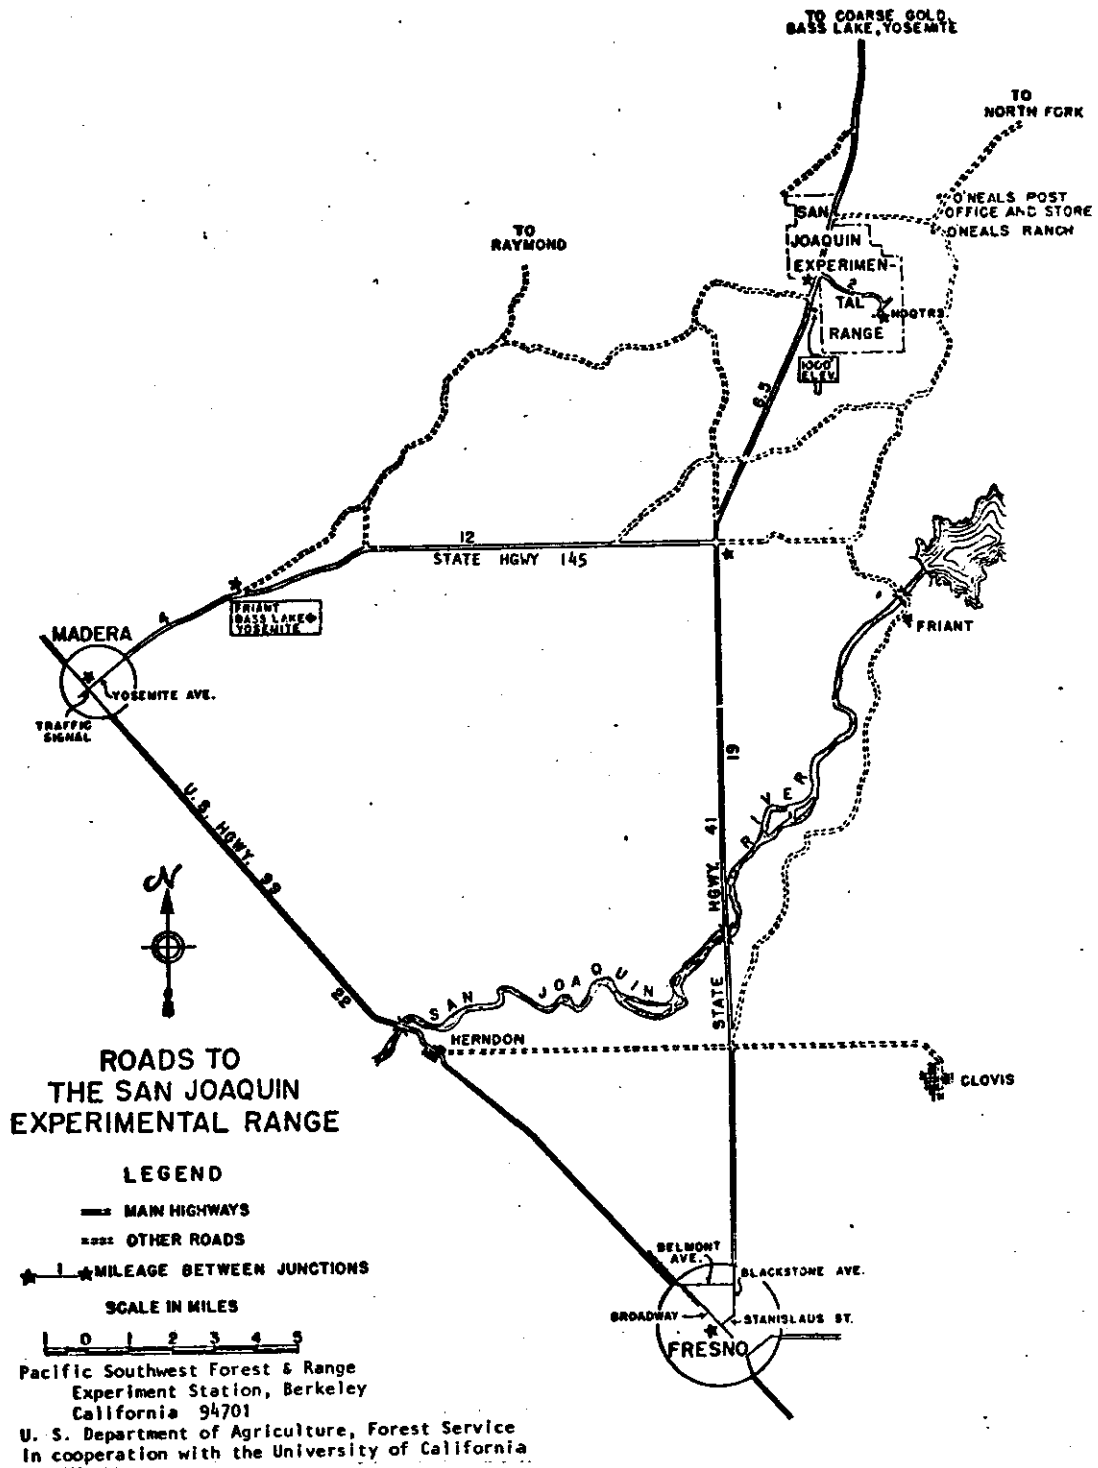 TO COARSE GOLD,
BASS LAKE, YOSEMITE
TO
NORTH FORK
O'NEALS POST
OFFICE AND STORE
O'NEALS RANCH
SAN
JOAQUIN
EXPERIMEN-
TAL
RANGE
2
HDQTRS
1000'
ELEV.
TO
RAYMOND
6.5
12
STATE HGWY 145
FRIANT
BASS LAKE
YOSEMITE
4
MADERA
YOSEMITE AVE.
TRAFFIC
SIGNAL
FRIANT
19
STATE HGWY. 41
U.S. HGWY. 99
22
N
SAN JOAQUIN RIVER
HERNDON
CLOVIS
ROADS TO
THE SAN JOAQUIN
EXPERIMENTAL RANGE
LEGEND
MAIN HIGHWAYS
OTHER ROADS
1 MILEAGE BETWEEN JUNCTIONS
SCALE IN MILES
1 0 1 2 3 4 5
BELMONT
AVE.
BLACKSTONE AVE.
BROADWAY
STANISLAUS ST.
FRESNO
Pacific Southwest Forest & Range
Experiment Station, Berkeley
California 94701
U. S. Department of Agriculture, Forest Service
In cooperation with the University of California